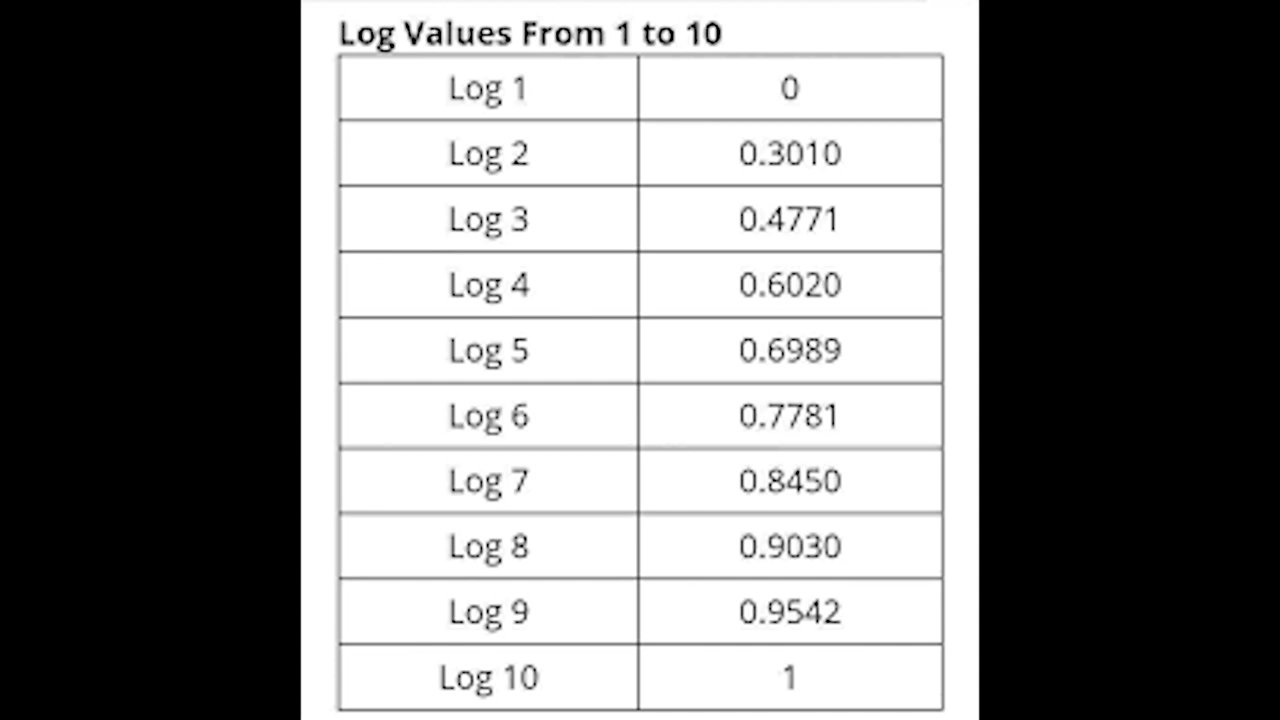 Log Values From 1 to 10
Log 1 0
Log 2 0.3010
Log 3 0.4771
Log 4 0.6020
Log 5 0.6989
Log 6 0.7781
Log 7 0.8450
Log 8 0.9030
Log 9 0.9542
Log 10 1